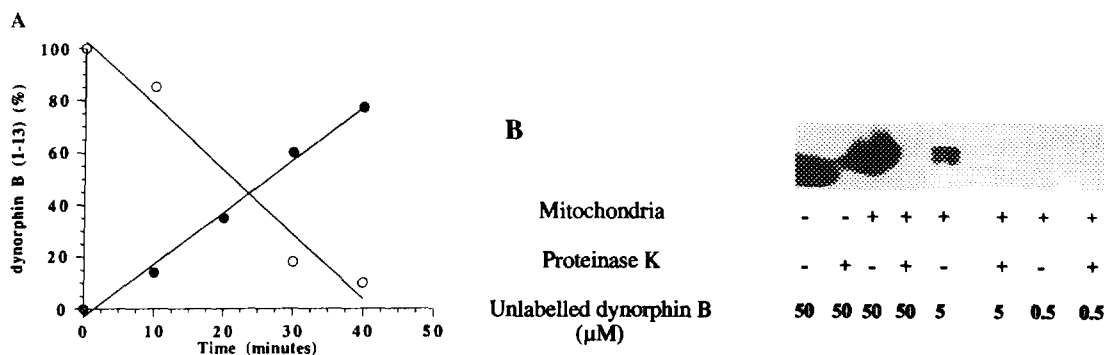 A
dynorphin B (1-13) (%)
100
80
60
40
20
0
0 10 20 30 40 50
Time (minutes)
B
Mitochondria - - + + + + + +
Proteinase K - + - + - + - +
Unlabelled dynorphin B 50 50 50 50 5 5 0.5 0.5
(μM)